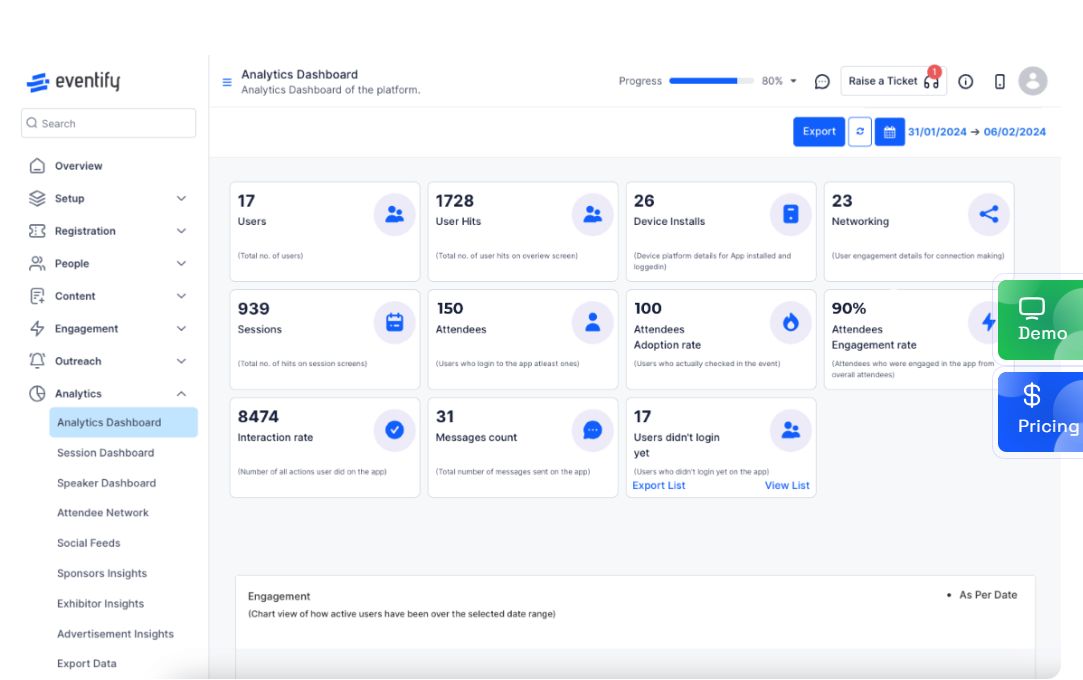 eventify
Search
Overview
Setup
Registration
People
Content
Engagement
Outreach
Analytics
Analytics Dashboard
Session Dashboard
Speaker Dashboard
Attendee Network
Social Feeds
Sponsors Insights
Exhibitor Insights
Advertisement Insights
Export Data
Analytics Dashboard
Analytics Dashboard of the platform.
Progress 80% Raise a Ticket 1
Export 31/01/2024 → 06/02/2024
17
Users
(Total no. of users)
1728
User Hits
(Total no. of user hits on overiew screen)
26
Device Installs
(Device platform details for App installed and
loggedin)
23
Networking
(User engagement details for connection making)
939
Sessions
(Total no. of hits on session screens)
150
Attendees
(Users who login to the app atleast ones)
100
Attendees
Adoption rate
(Users who actually checked in the event)
90%
Attendees
Engagement rate
(Attendees who were engaged in the app from
overall attendees)
8474
Interaction rate
(Number of all actions user did on the app)
31
Messages count
(Total number of messages sent on the app)
17
Users didn't login
yet
(Users who didn't login yet on the app)
Export List View List
Demo
$
Pricing
Engagement
(Chart view of how active users have been over the selected date range)
• As Per Date